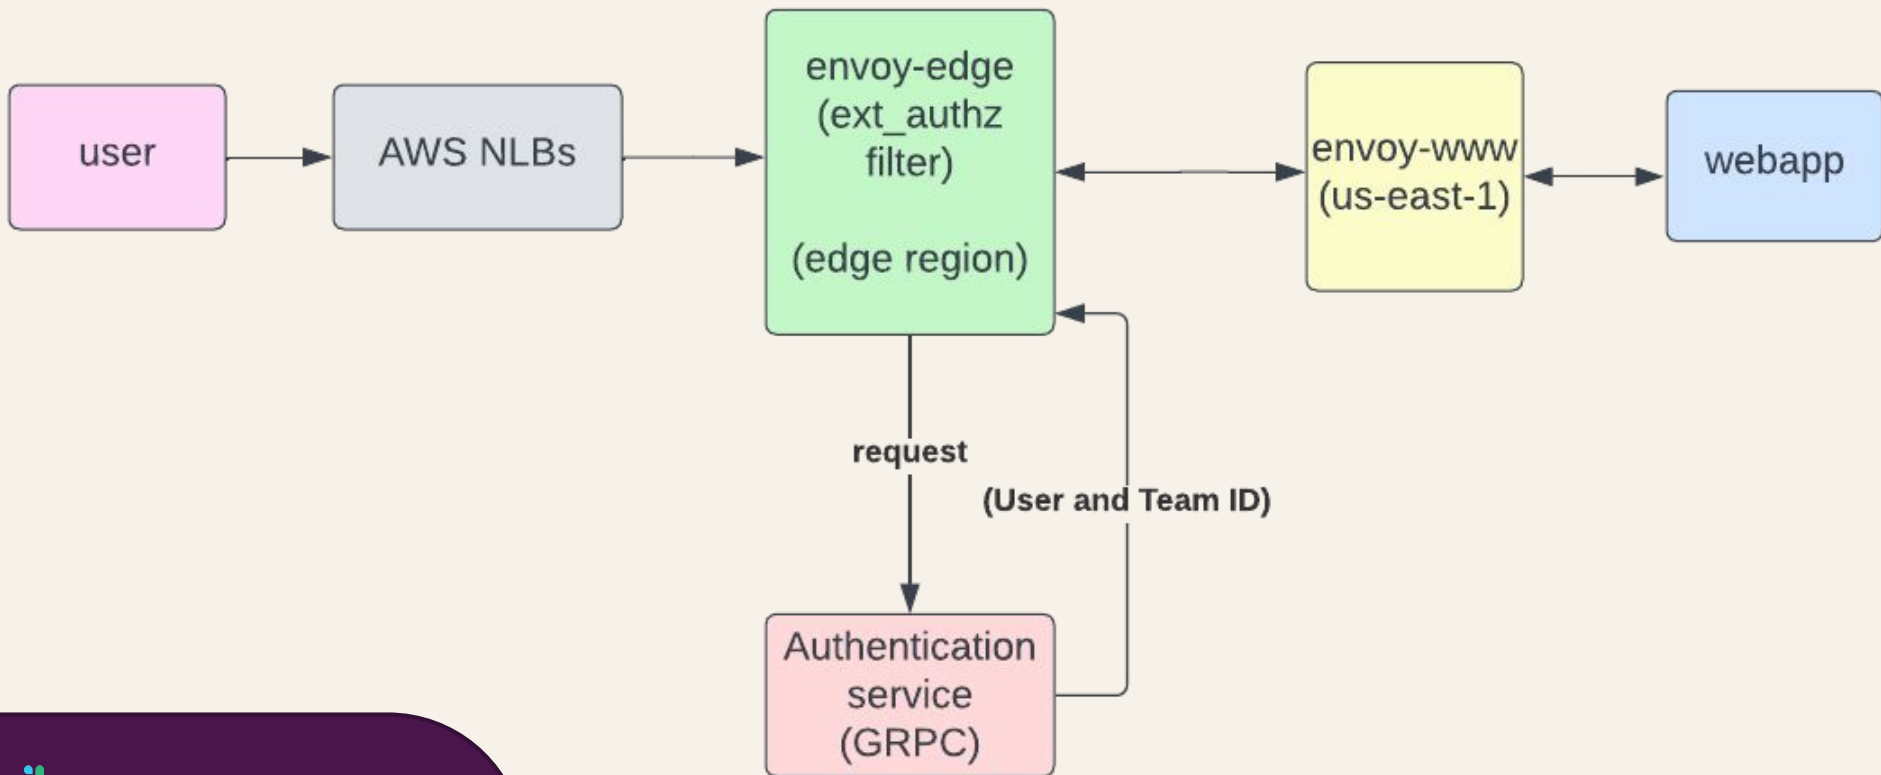 user
AWS NLBs
envoy-edge
(ext_authz
filter)
(edge region)
envoy-www
(us-east-1)
webapp
request
(User and Team ID)
Authentication
service
(GRPC)